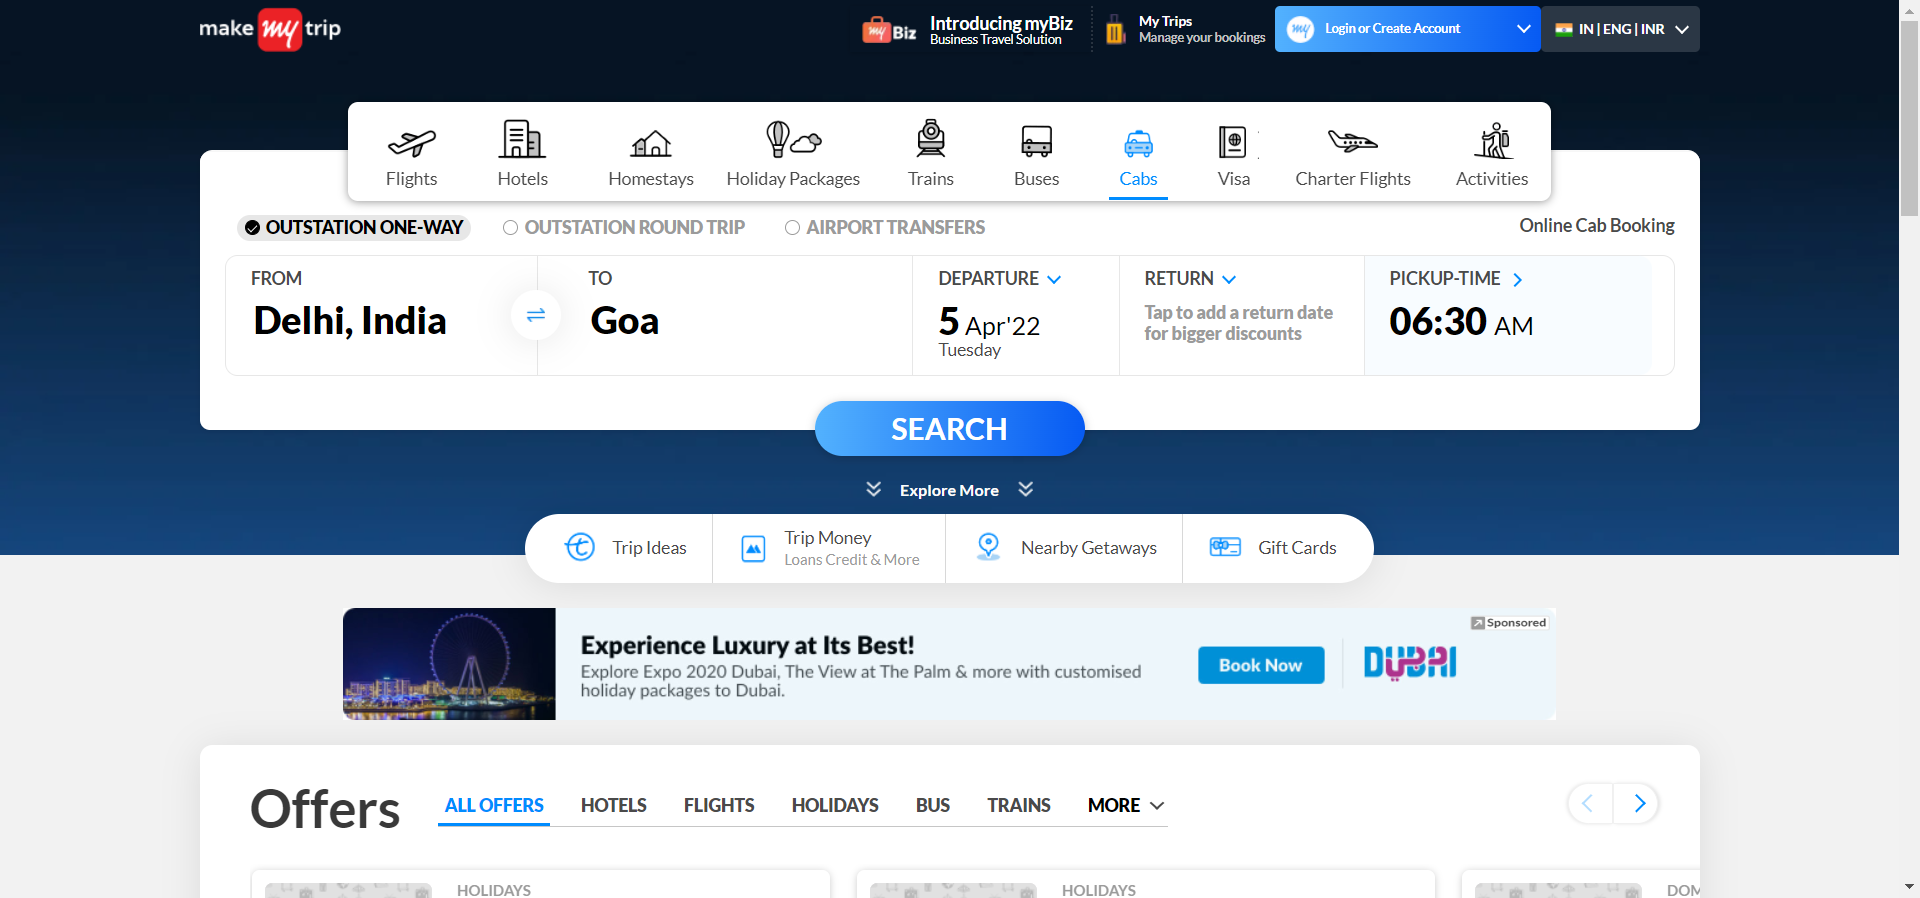 make my trip
my Biz
Introducing myBiz
Business Travel Solution
My Trips
Manage your bookings
my
Login or Create Account
IN | ENG | INR
Flights
Hotels
Homestays
Holiday Packages
Trains
Buses
Cabs
Visa
Charter Flights
Activities
OUTSTATION ONE-WAY
OUTSTATION ROUND TRIP
AIRPORT TRANSFERS
Online Cab Booking
FROM
Delhi, India
TO
Goa
DEPARTURE
5 Apr'22
Tuesday
RETURN
Tap to add a return date
for bigger discounts
PICKUP-TIME
06:30 AM
SEARCH
Explore More
Trip Ideas
Trip Money
Loans Credit & More
Nearby Getaways
Gift Cards
Sponsored
Experience Luxury at Its Best!
Explore Expo 2020 Dubai, The View at The Palm & more with customised
holiday packages to Dubai.
Book Now
DUBAI
Offers
ALL OFFERS
HOTELS
FLIGHTS
HOLIDAYS
BUS
TRAINS
MORE
HOLIDAYS
HOLIDAYS
DOM